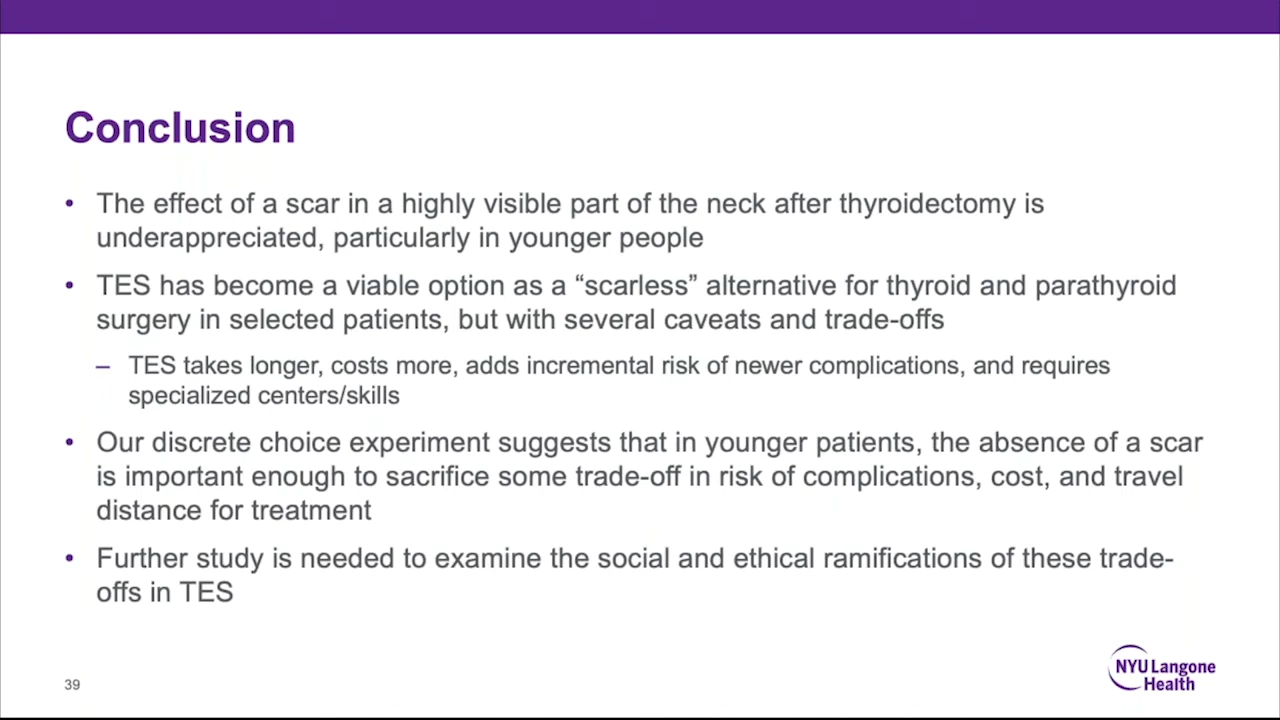 Conclusion
• The effect of a scar in a highly visible part of the neck after thyroidectomy is
underappreciated, particularly in younger people
• TES has become a viable option as a “scarless” alternative for thyroid and parathyroid
surgery in selected patients, but with several caveats and trade-offs
– TES takes longer, costs more, adds incremental risk of newer complications, and requires
specialized centers/skills
• Our discrete choice experiment suggests that in younger patients, the absence of a scar
is important enough to sacrifice some trade-off in risk of complications, cost, and travel
distance for treatment
• Further study is needed to examine the social and ethical ramifications of these trade-
offs in TES
39
NYU Langone
Health